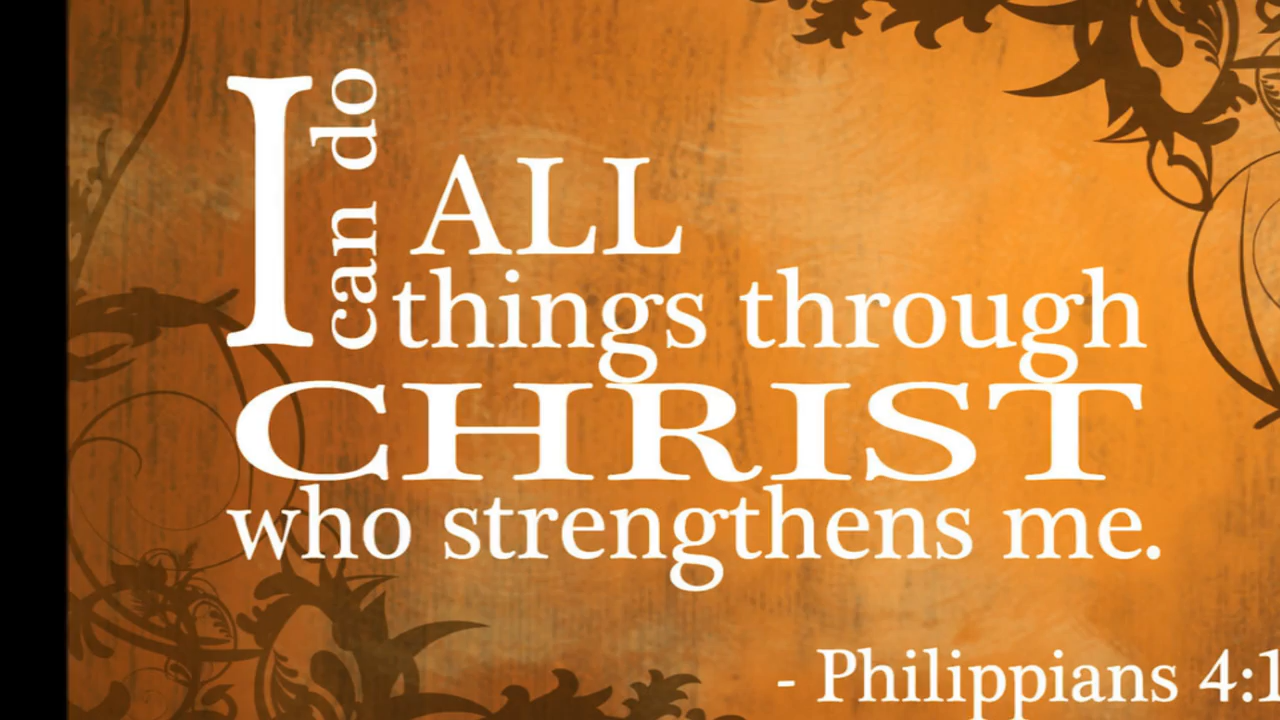 I can do ALL
things through
CHRIST
who strengthens me.
- Philippians 4:1